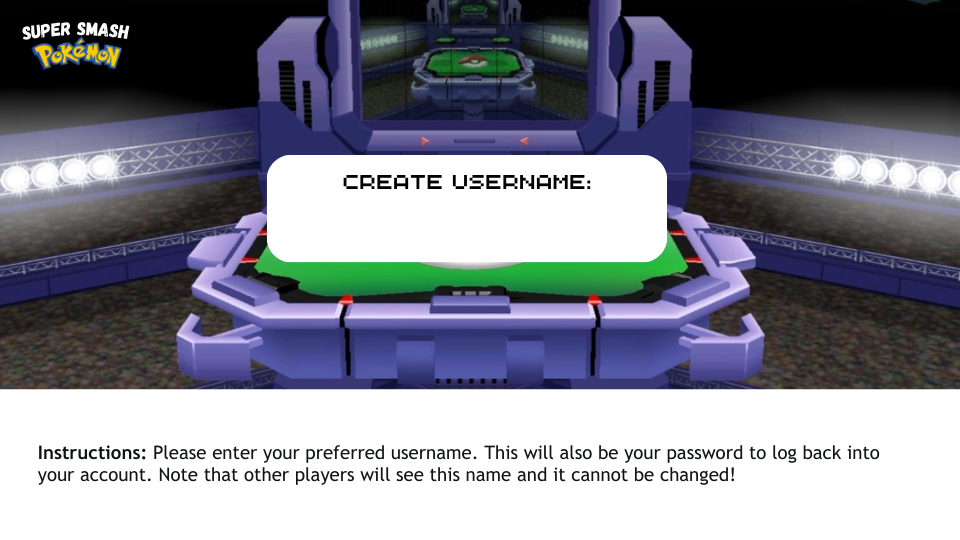 SUPER SMASH
POKéMON
CREATE USERNAME:
Instructions: Please enter your preferred username. This will also be your password to log back into
your account. Note that other players will see this name and it cannot be changed!